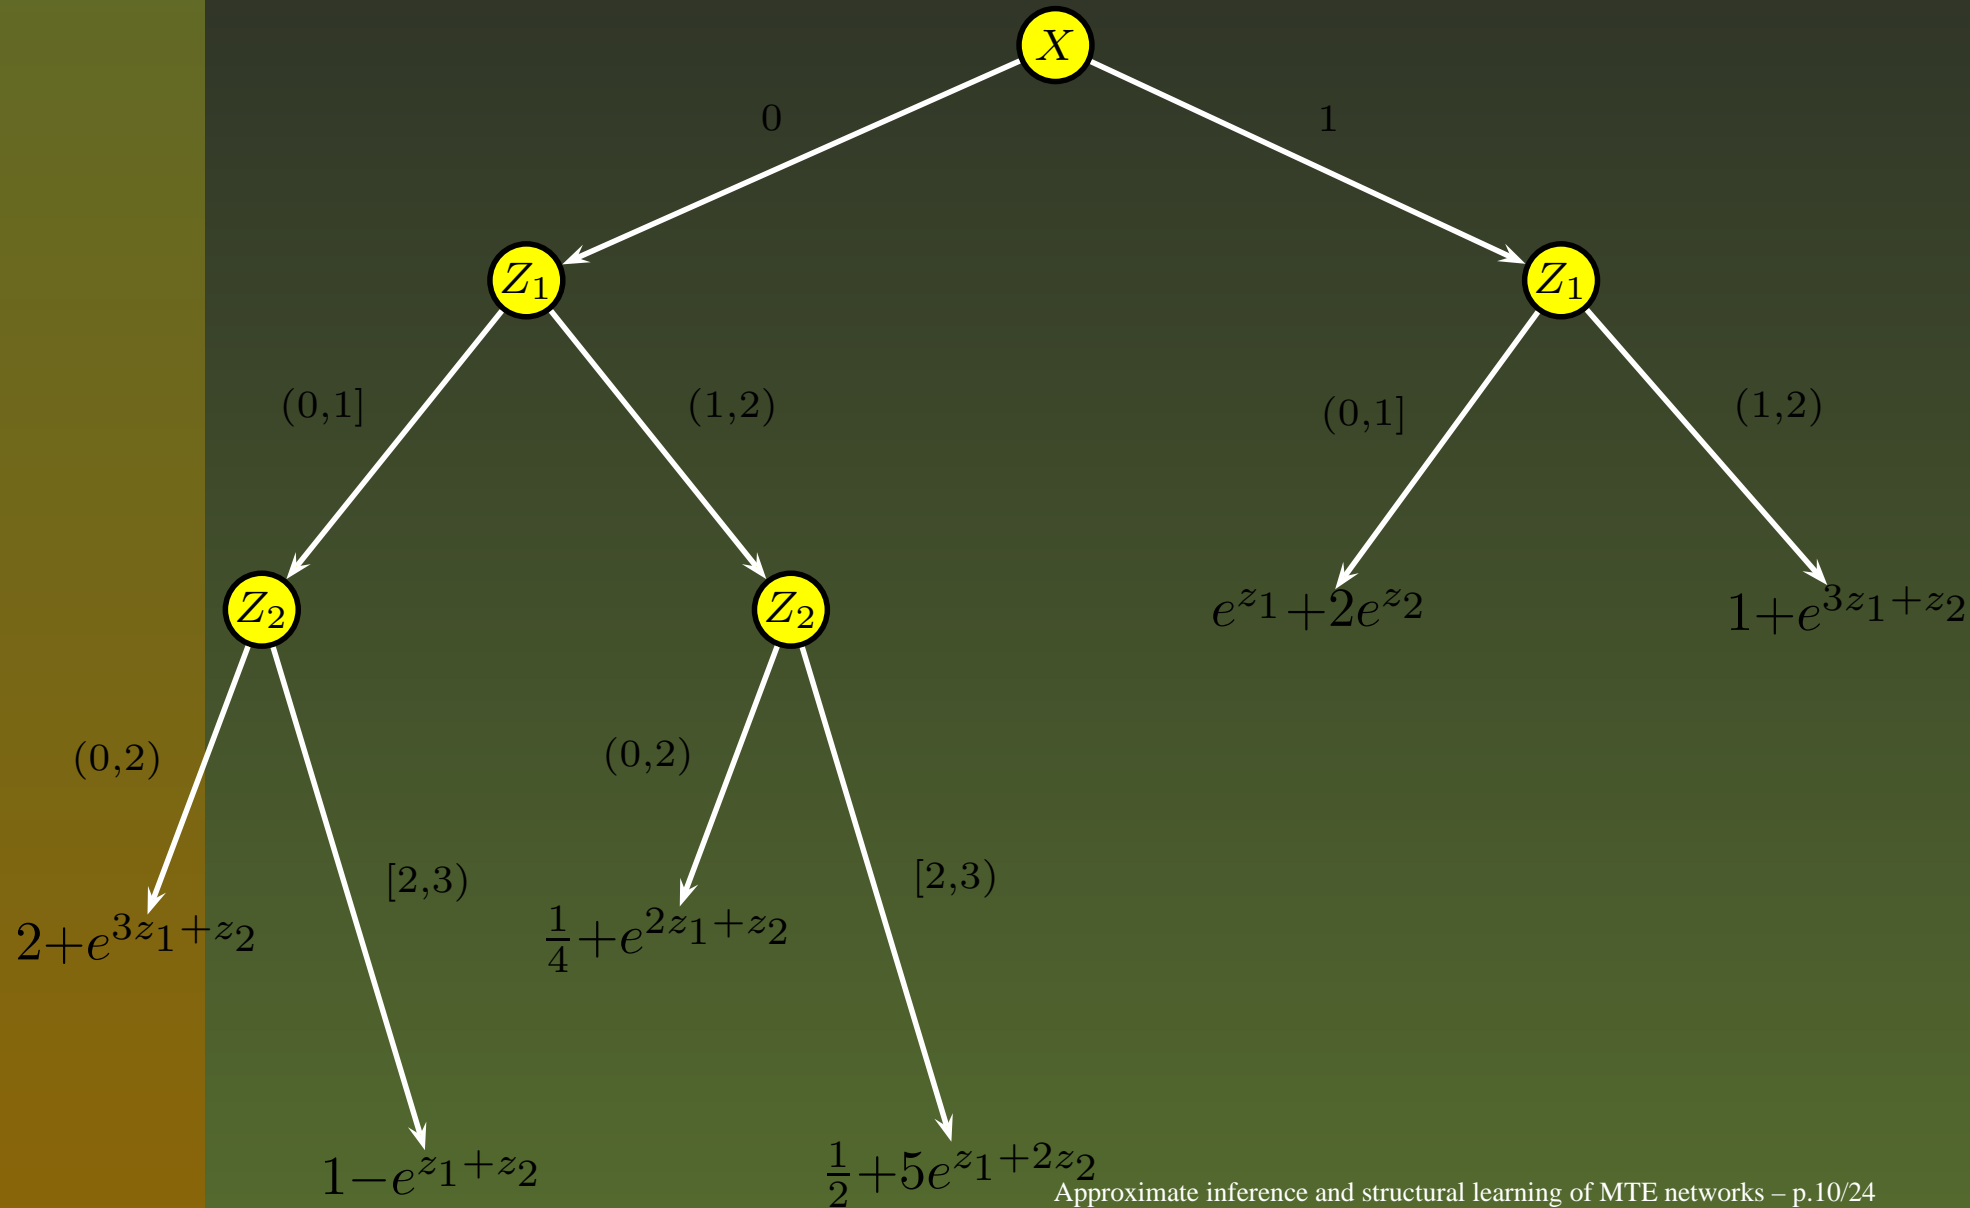 X
0
1
Z₁
Z₁
(0,1]
(1,2)
(0,1]
(1,2)
Z₂
Z₂
e^{z₁}+2e^{z₂}
1+e^{3z₁+z₂}
(0,2)
[2,3)
(0,2)
[2,3)
2+e^{3z₁+z₂}
1/4+e^{2z₁+z₂}
1−e^{z₁+z₂}
1/2+5e^{z₁+2z₂}
Approximate inference and structural learning of MTE networks – p.10/24